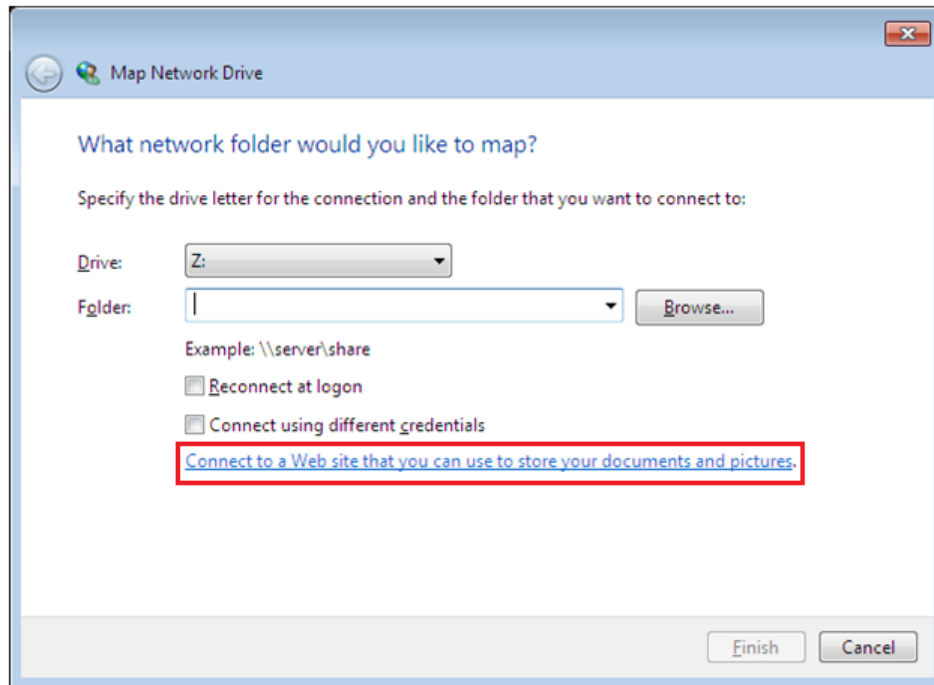 Map Network Drive
What network folder would you like to map?
Specify the drive letter for the connection and the folder that you want to connect to:
Drive: Z:
Folder: Browse...
Example: \\server\share
Reconnect at logon
Connect using different credentials
Connect to a Web site that you can use to store your documents and pictures.
Finish Cancel